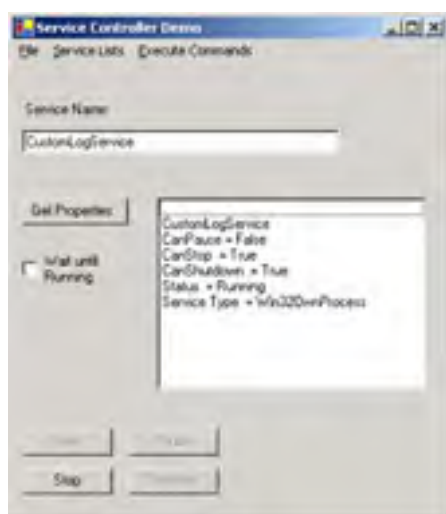 Service Controller Demo
File Service Lists Execute Commands
Service Name
CustomLogService
Get Properties
CustomLogService
CanPause = False
CanStop = True
CanShutdown = True
Status = Running
Service Type = Win32OwnProcess
Wait until
Running
Stop